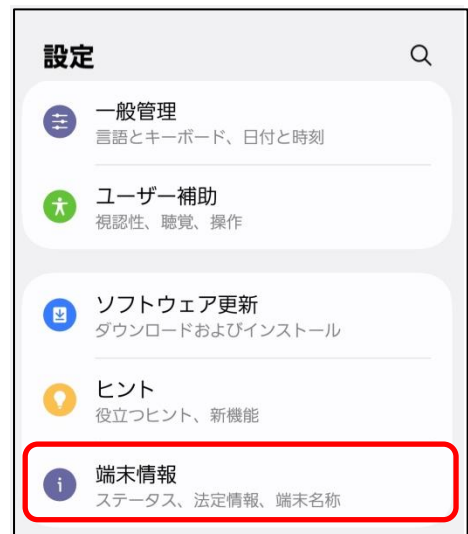 設定
一般管理
言語とキーボード、日付と時刻
ユーザー補助
視認性、聴覚、操作
ソフトウェア更新
ダウンロードおよびインストール
ヒント
役立つヒント、新機能
端末情報
ステータス、法定情報、端末名称